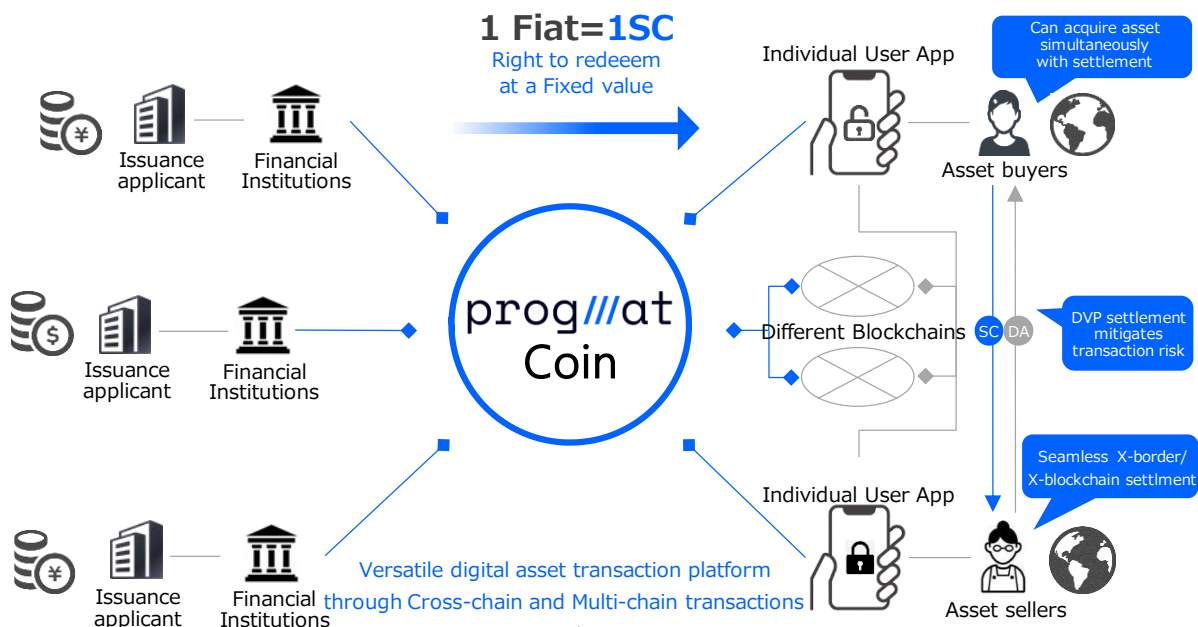 1 Fiat=1SC
Right to redeeem
at a Fixed value
Individual User App
Can acquire asset
simultaneously
with settlement
¥
Issuance
applicant
Financial
Institutions
Asset buyers
$
Issuance
applicant
Financial
Institutions
prog///at
Coin
Different Blockchains
SC
DA
DVP settlement
mitigates
transaction risk
Individual User App
Seamless X-border/
X-blockchain settlment
¥
Issuance
applicant
Financial
Institutions
Versatile digital asset transaction platform
through Cross-chain and Multi-chain transactions
Asset sellers